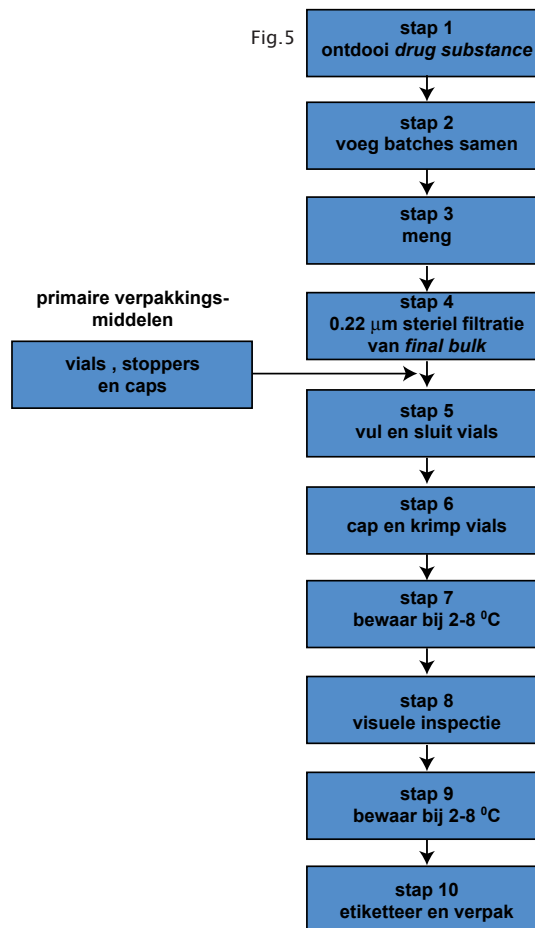 Fig.5
stap 1
ontdooi drug substance
stap 2
voeg batches samen
stap 3
meng
stap 4
0.22 μm steriel filtratie
van final bulk
primaire verpakkings-
middelen
vials , stoppers
en caps
stap 5
vul en sluit vials
stap 6
cap en krimp vials
stap 7
bewaar bij 2-8 ⁰C
stap 8
visuele inspectie
stap 9
bewaar bij 2-8 ⁰C
stap 10
etiketteer en verpak